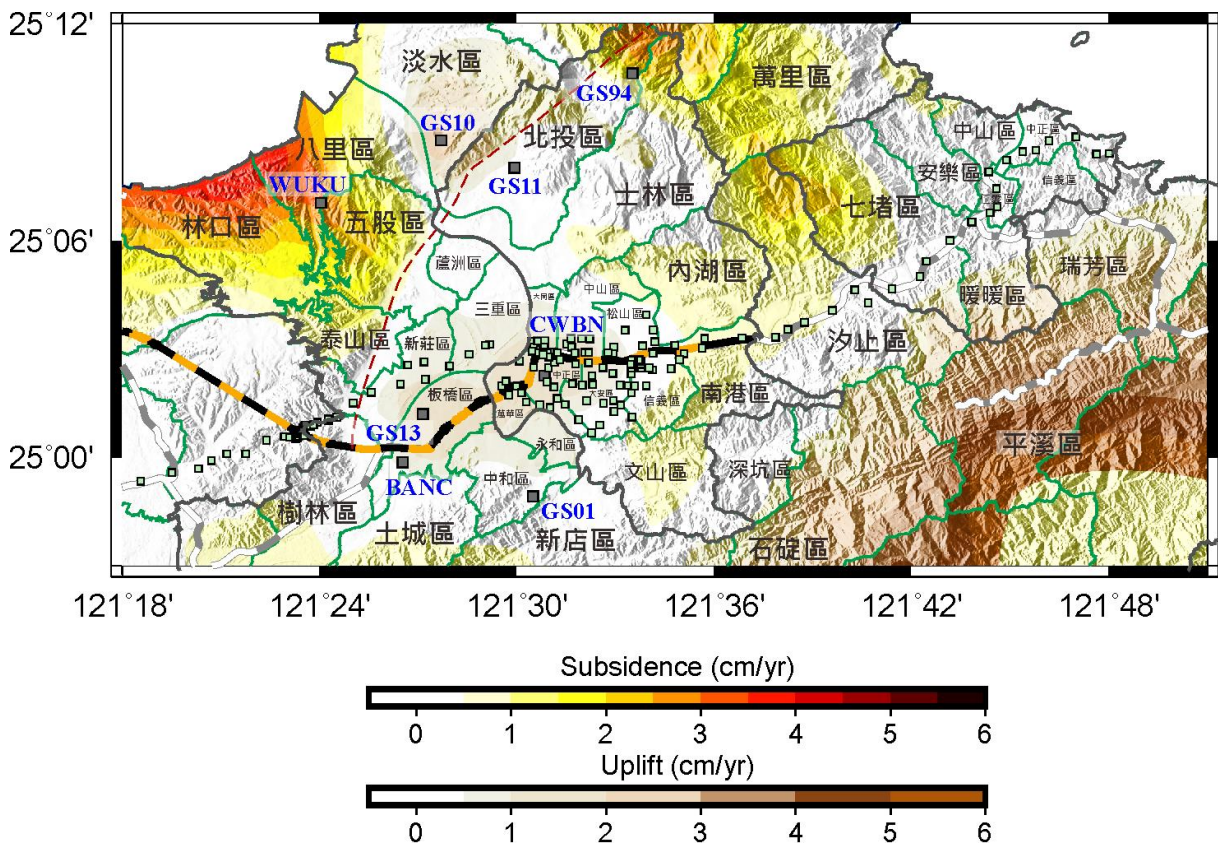 25°12'
淡水區
萬里區
GS94
GS10
北投區
中山區
中正區
八里區
安樂區
信義區
GS11
WUKU
士林區
七堵區
林口區
五股區
25°06'
內湖區
瑞芳區
蘆洲區
中山區
暖暖區
大同區
三重區
松山區
CWBN
汐止區
泰山區
新莊區
中正區
板橋區
大安區
信義區
南港區
萬華區
GS13
永和區
平溪區
25°00'
文山區
深坑區
中和區
BANC
GS01
樹林區
土城區
新店區
石碇區
121°18'
121°24'
121°30'
121°36'
121°42'
121°48'
Subsidence (cm/yr)
0 1 2 3 4 5 6
Uplift (cm/yr)
0 1 2 3 4 5 6